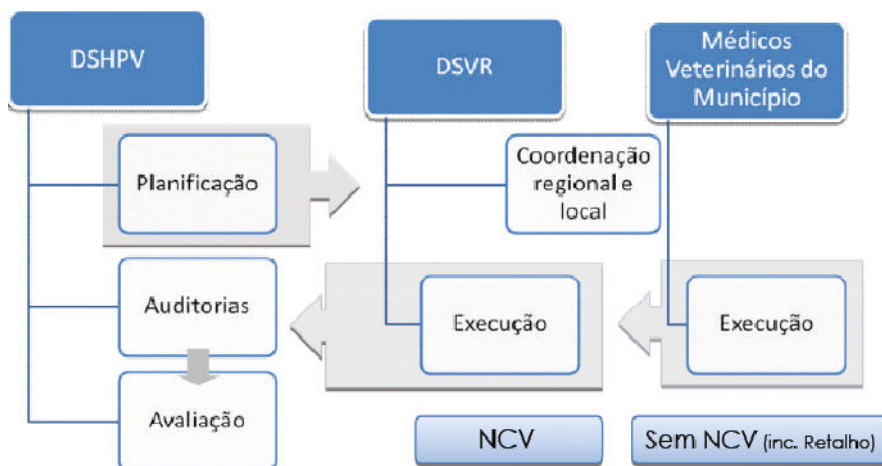 DSHPV
DSVR
Médicos
Veterinários do
Município
Planificação
Coordenação
regional e
local
Auditorias
Execução
Execução
Avaliação
NCV
Sem NCV (inc. Retalho)